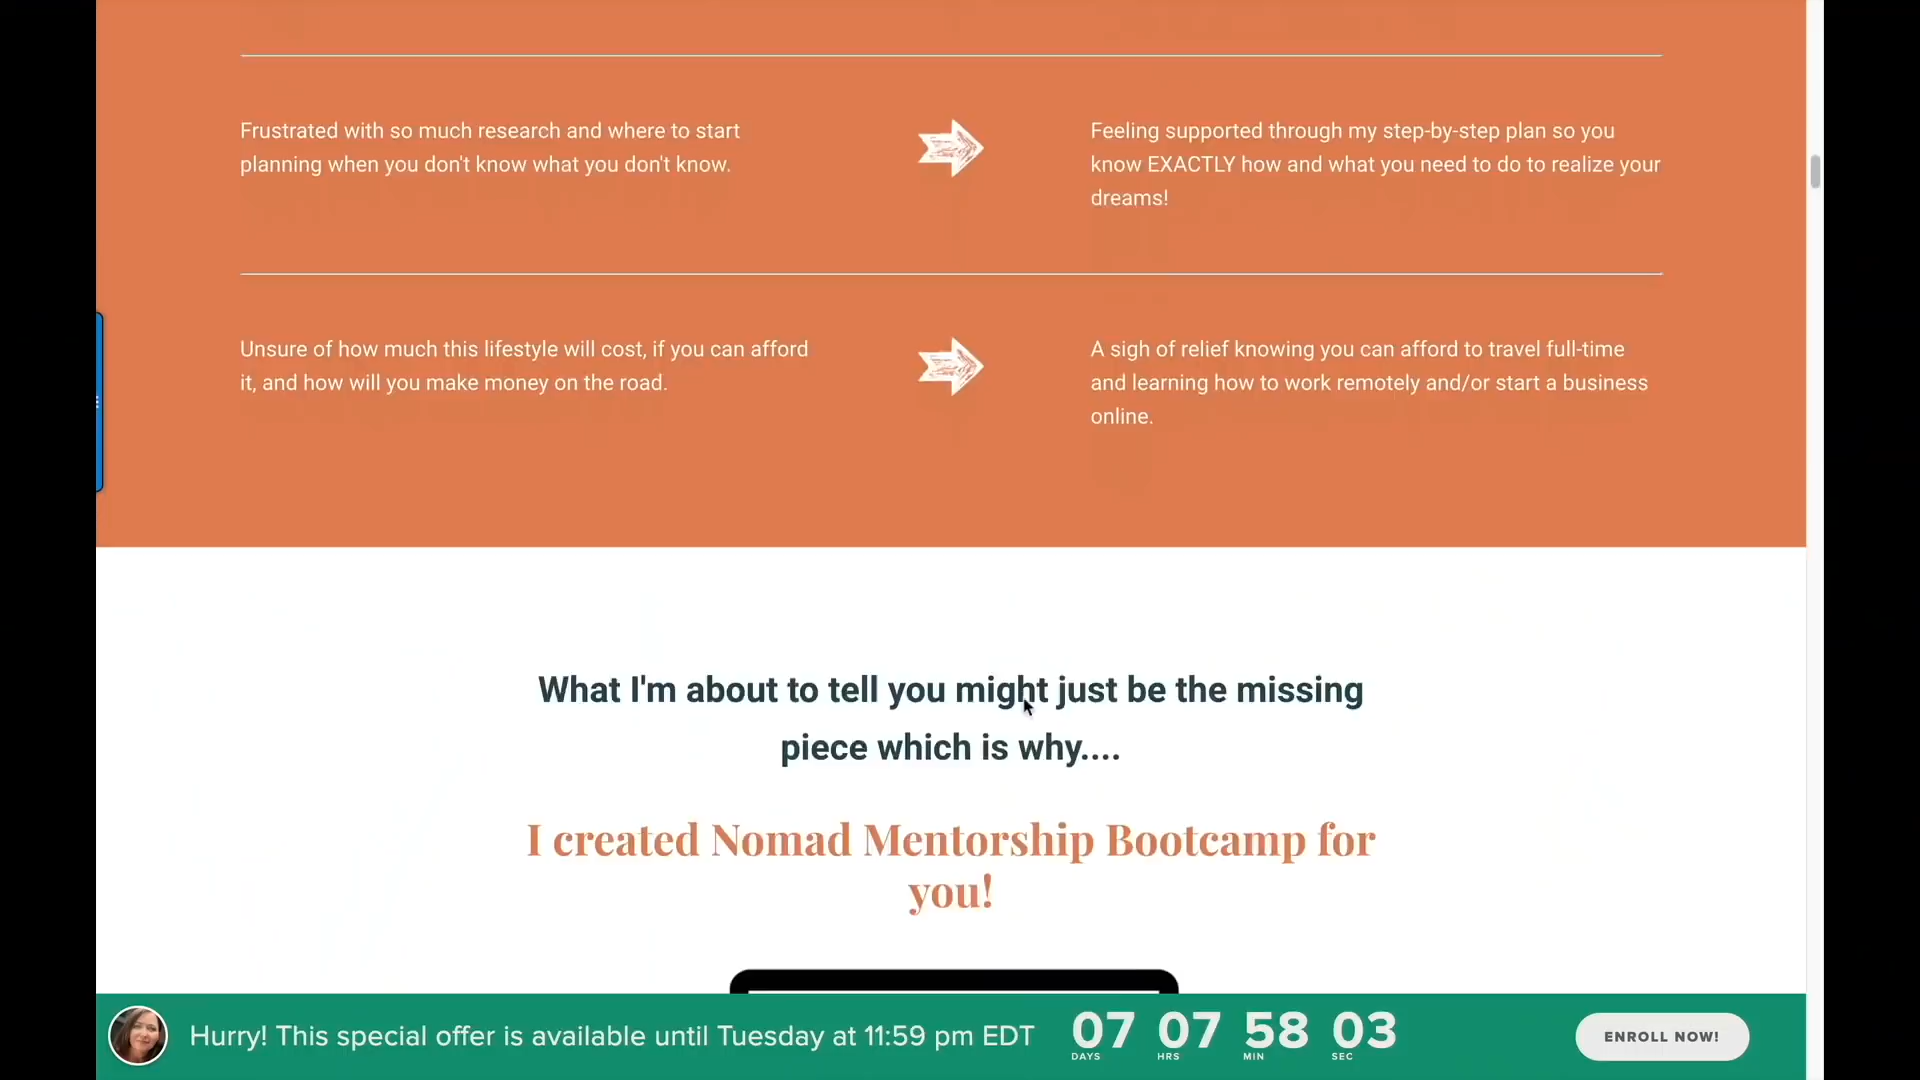 Frustrated with so much research and where to start
planning when you don't know what you don't know.
Feeling supported through my step-by-step plan so you
know EXACTLY how and what you need to do to realize your
dreams!
Unsure of how much this lifestyle will cost, if you can afford
it, and how will you make money on the road.
A sigh of relief knowing you can afford to travel full-time
and learning how to work remotely and/or start a business
online.
What I'm about to tell you might just be the missing
piece which is why....
I created Nomad Mentorship Bootcamp for
you!
Hurry! This special offer is available until Tuesday at 11:59 pm EDT
07 07 58 03
DAYS HRS MIN SEC
ENROLL NOW!